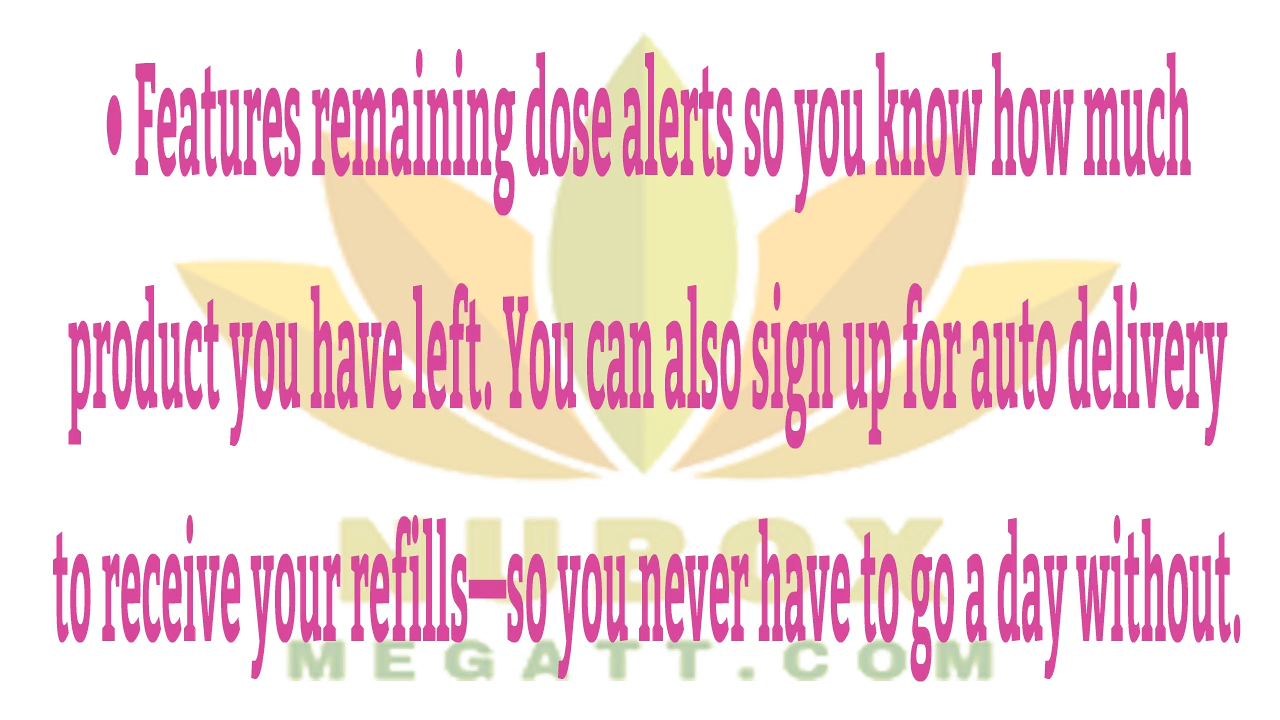 • Features remaining dose alerts so you know how much
product you have left. You can also sign up for auto delivery
to receive your refills—so you never have to go a day without.
NUBOX
MEGATT.COM